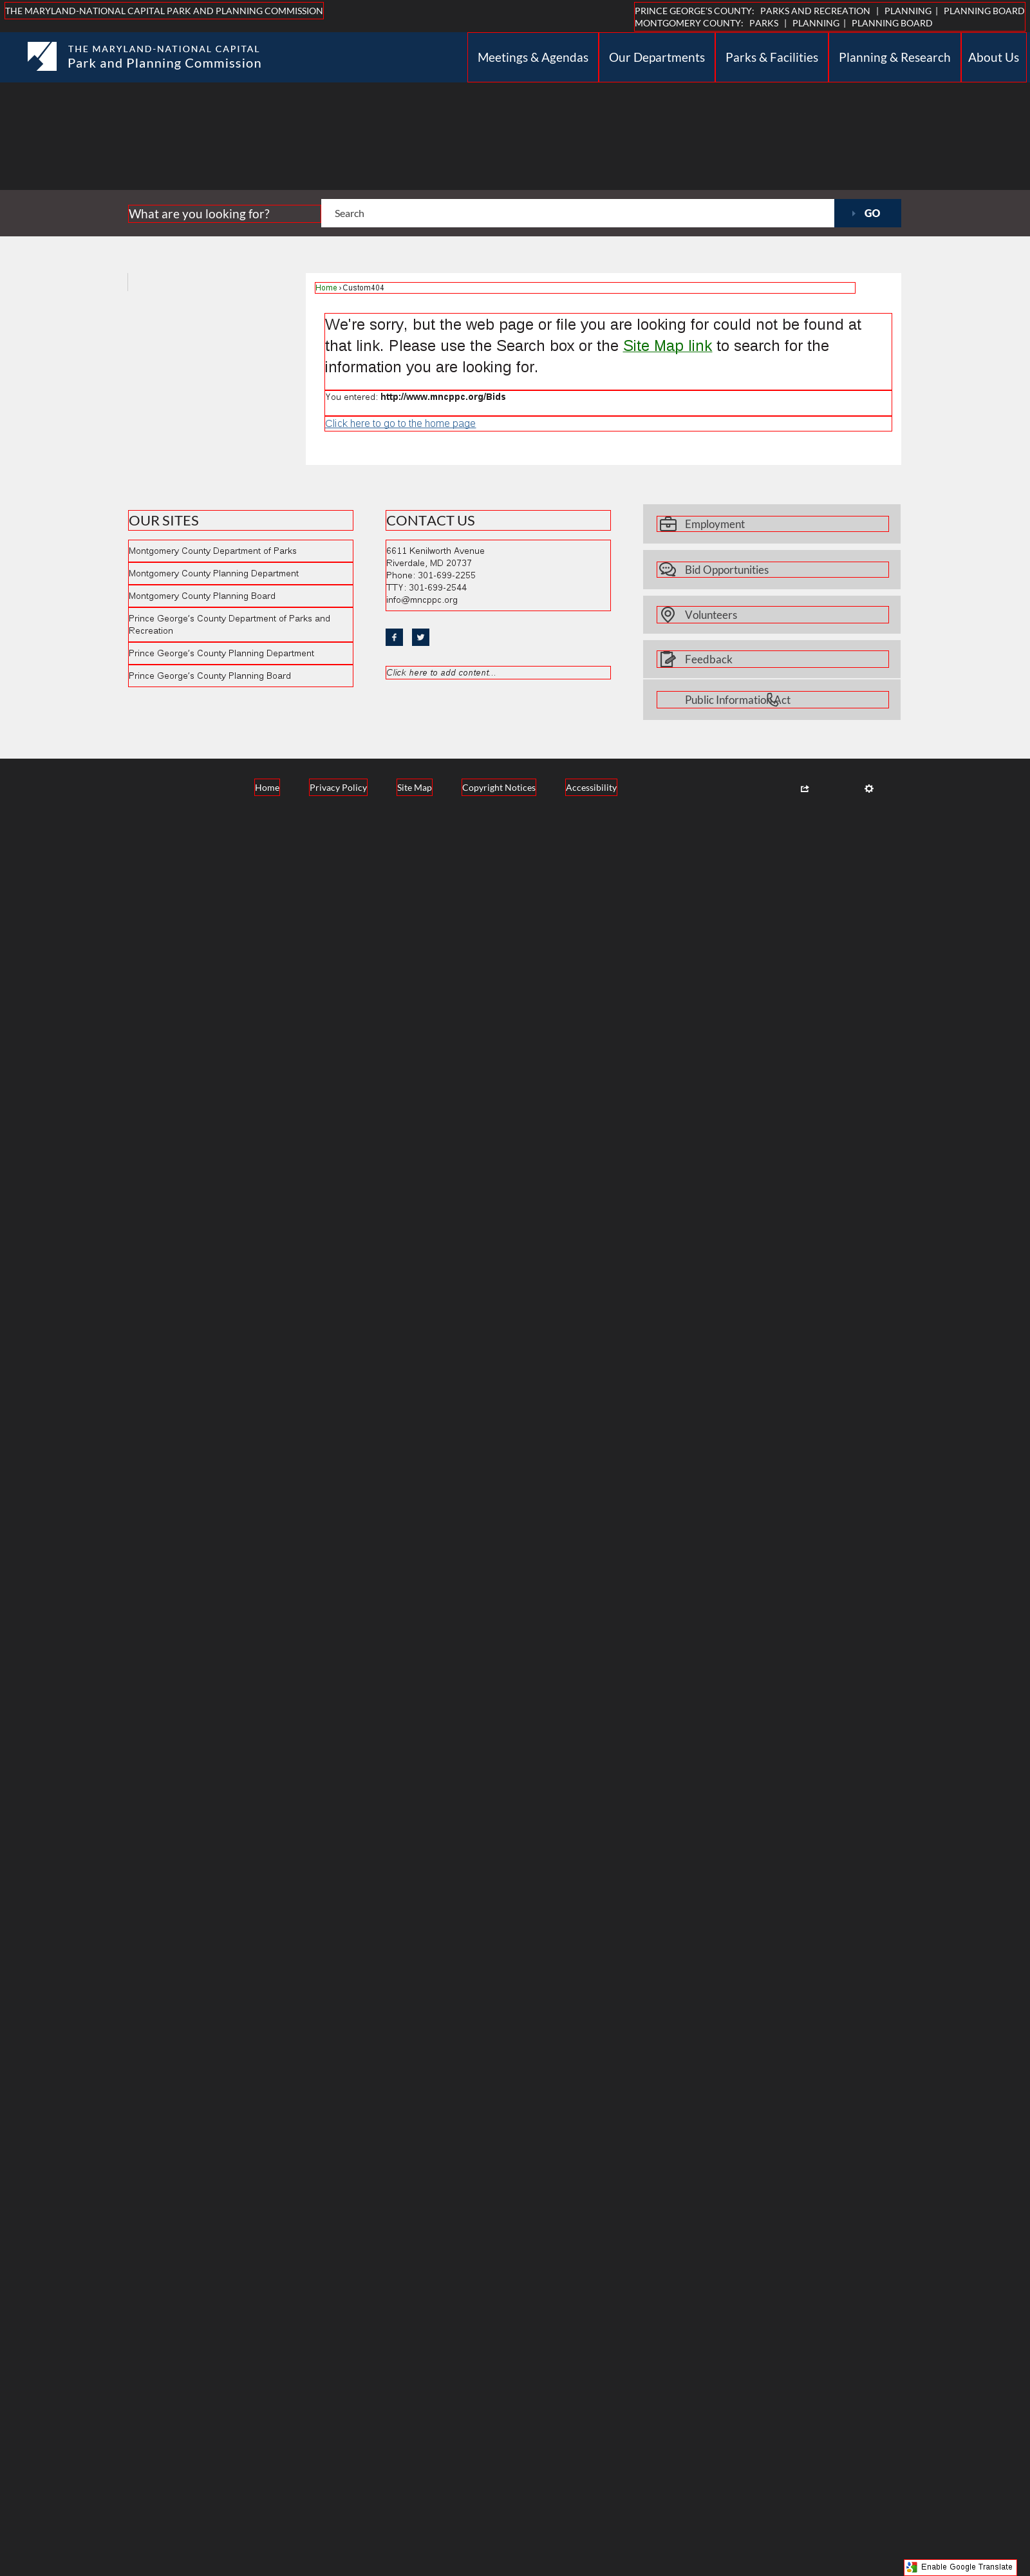 THE MARYLAND-NATIONAL CAPITAL PARK AND PLANNING COMMISSION
PRINCE GEORGE'S COUNTY: PARKS AND RECREATION | PLANNING | PLANNING BOARD
MONTGOMERY COUNTY: PARKS | PLANNING | PLANNING BOARD
THE MARYLAND-NATIONAL CAPITAL
Park and Planning Commission
Meetings & Agendas
Our Departments
Parks & Facilities
Planning & Research
About Us
What are you looking for?
Search
GO
Home › Custom404
We're sorry, but the web page or file you are looking for could not be found at
that link. Please use the Search box or the Site Map link to search for the
information you are looking for.
You entered: http://www.mncppc.org/Bids
Click here to go to the home page
OUR SITES
Montgomery County Department of Parks
Montgomery County Planning Department
Montgomery County Planning Board
Prince George's County Department of Parks and
Recreation
Prince George's County Planning Department
Prince George's County Planning Board
CONTACT US
6611 Kenilworth Avenue
Riverdale, MD 20737
Phone: 301-699-2255
TTY: 301-699-2544
info@mncppc.org
Click here to add content...
Employment
Bid Opportunities
Volunteers
Feedback
Public Information Act
Home
Privacy Policy
Site Map
Copyright Notices
Accessibility
Enable Google Translate